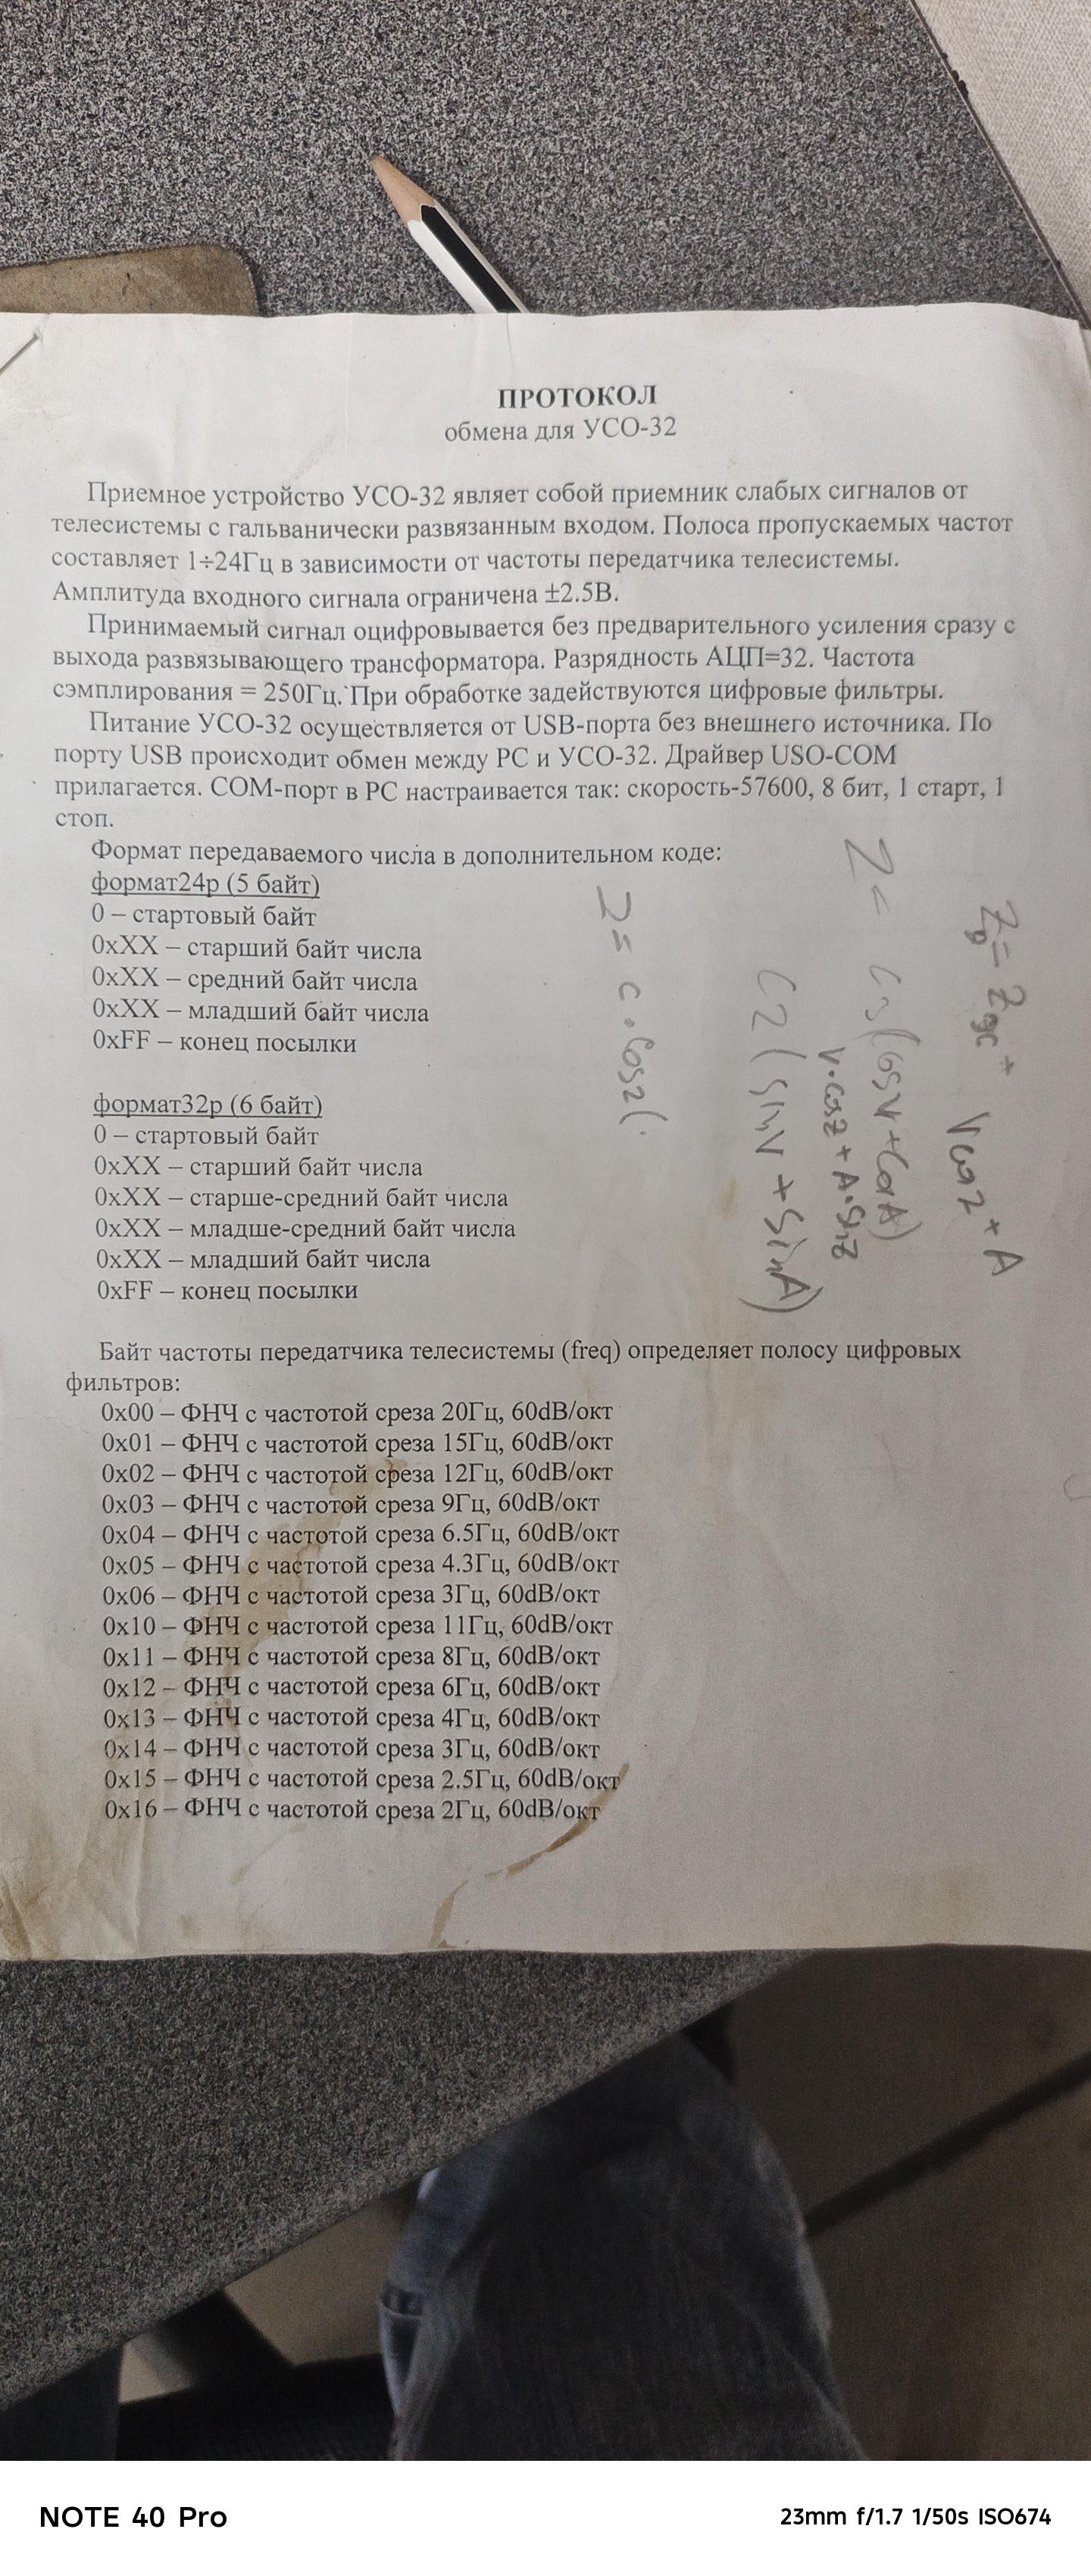 ПРОТОКОЛ
обмена для УСО-32
Приемное устройство УСО-32 являет собой приемник слабых сигналов от
телесистемы с гальванически развязанным входом. Полоса пропускаемых частот
составляет 1÷24Гц в зависимости от частоты передатчика телесистемы.
Амплитуда входного сигнала ограничена ±2.5В.
Принимаемый сигнал оцифровывается без предварительного усиления сразу с
выхода развязывающего трансформатора. Разрядность АЦП=32. Частота
сэмплирования = 250Гц. При обработке задействуются цифровые фильтры.
Питание УСО-32 осуществляется от USB-порта без внешнего источника. По
порту USB происходит обмен между PC и УСО-32. Драйвер USO-COM
прилагается. COM-порт в PC настраивается так: скорость-57600, 8 бит, 1 старт, 1
стоп.
Формат передаваемого числа в дополнительном коде:
формат24р (5 байт)
0 – стартовый байт
0xXX – старший байт числа
0xXX – средний байт числа
0xXX – младший байт числа
0xFF – конец посылки
формат32р (6 байт)
0 – стартовый байт
0xXX – старший байт числа
0xXX – старше-средний байт числа
0xXX – младше-средний байт числа
0xXX – младший байт числа
0xFF – конец посылки
Байт частоты передатчика телесистемы (freq) определяет полосу цифровых
фильтров:
0x00 – ФНЧ с частотой среза 20Гц, 60dB/окт
0x01 – ФНЧ с частотой среза 15Гц, 60dB/окт
0x02 – ФНЧ с частотой среза 12Гц, 60dB/окт
0x03 – ФНЧ с частотой среза 9Гц, 60dB/окт
0x04 – ФНЧ с частотой среза 6.5Гц, 60dB/окт
0x05 – ФНЧ с частотой среза 4.3Гц, 60dB/окт
0x06 – ФНЧ с частотой среза 3Гц, 60dB/окт
0x10 – ФНЧ с частотой среза 11Гц, 60dB/окт
0x11 – ФНЧ с частотой среза 8Гц, 60dB/окт
0x12 – ФНЧ с частотой среза 6Гц, 60dB/окт
0x13 – ФНЧ с частотой среза 4Гц, 60dB/окт
0x14 – ФНЧ с частотой среза 3Гц, 60dB/окт
0x15 – ФНЧ с частотой среза 2.5Гц, 60dB/окт
0x16 – ФНЧ с частотой среза 2Гц, 60dB/окт
V cosz + A
(cosV + cosA)
V·cosz + A·sinz
(sinV + sinA)
NOTE 40 Pro
23mm f/1.7 1/50s ISO674